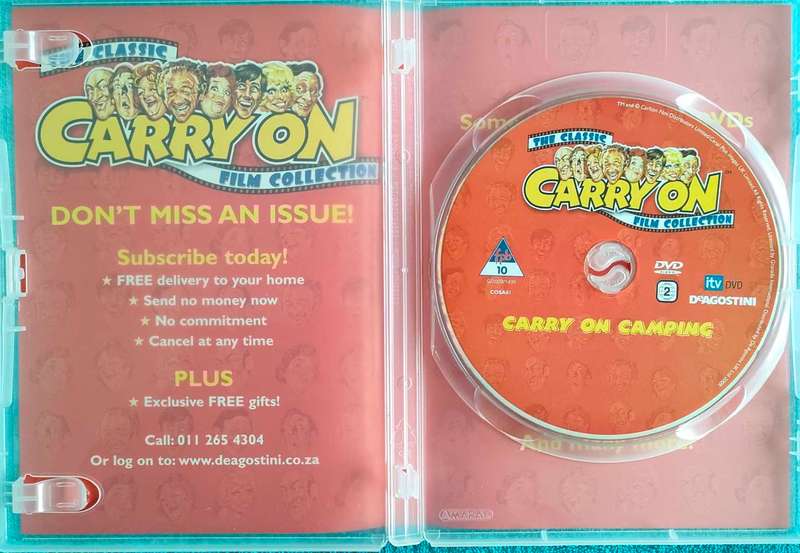 THE CLASSIC
CARRY ON
FILM COLLECTION
DON'T MISS AN ISSUE!
Subscribe today!
★ FREE delivery to your home
★ Send no money now
★ No commitment
★ Cancel at any time
PLUS
★ Exclusive FREE gifts!
Call: 011 265 4304
Or log on to: www.deagostini.co.za
THE CLASSIC
CARRY ON
FILM COLLECTION
fpb
10
COSA61
DVD
VIDEO
2
itv DVD
DeAGOSTINI
CARRY ON CAMPING
AMARAY